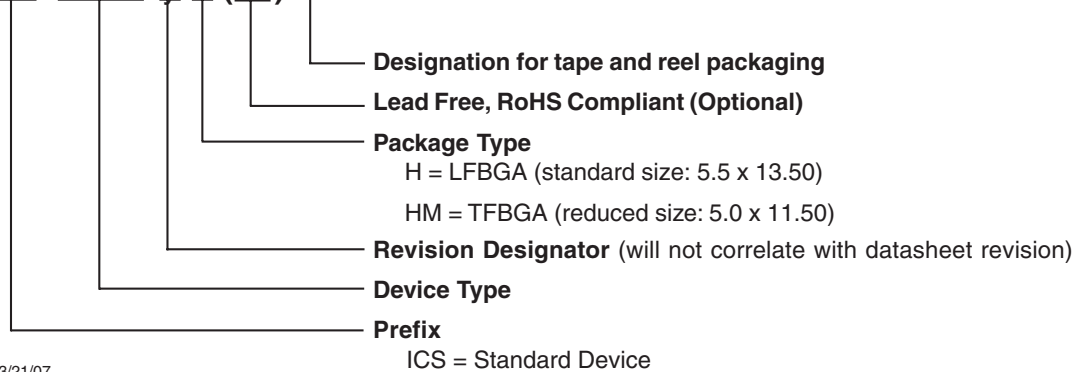 Designation for tape and reel packaging
Lead Free, RoHS Compliant (Optional)
Package Type
H = LFBGA (standard size: 5.5 x 13.50)
HM = TFBGA (reduced size: 5.0 x 11.50)
Revision Designator (will not correlate with datasheet revision)
Device Type
Prefix
ICS = Standard Device